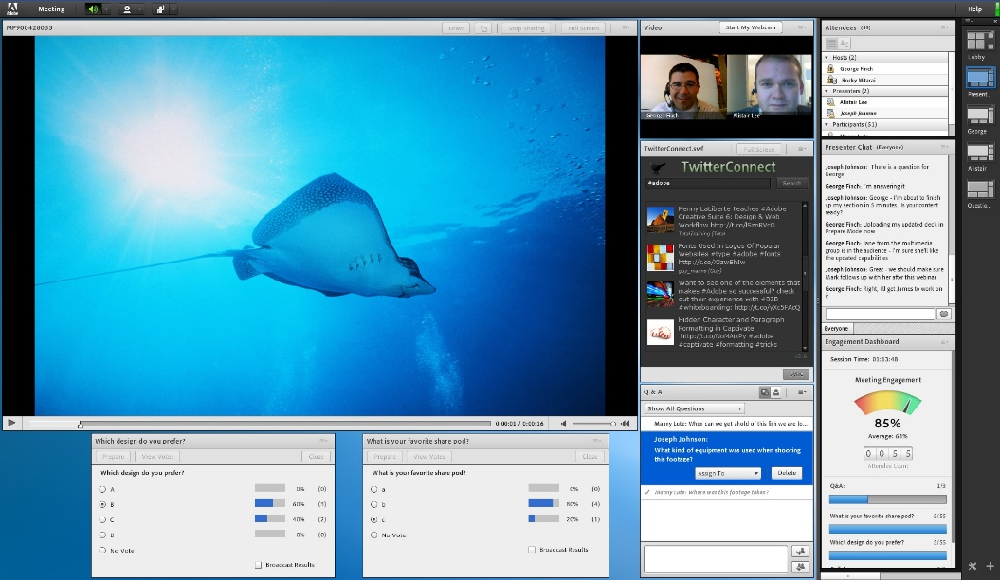 Adobe
Meeting
Help
MP900428033
Draw
Stop Sharing
Full Screen
0:00:01 / 0:00:16
Which design do you prefer?
Prepare
View Votes
Close
Which design do you prefer?
A 0% (0)
B 60% (3)
C 40% (2)
D 0% (0)
No Vote
Broadcast Results
What is your favorite share pod?
Prepare
View Votes
Close
What is your favorite share pod?
a 0% (0)
b 80% (4)
c 20% (1)
No Vote
Broadcast Results
Video
Start My Webcam
George Finch
Alistair Lee
TwitterConnect.swf
Full Screen
TwitterConnect
#adobe
Search
Penny LaLiberte Teaches #Adobe
Creative Suite 6: Design & Web
Workflow http://t.co/lSznRVcO
Fonts Used In Logos Of Popular
Websites #type #adobe #fonts
Want to see one of the elements that
makes #Adobe so successful? check
out their experience with #B2B
#whiteboarding: http://t.co/yXc5FAcQ
Hidden Character and Paragraph
Formatting in Captivate
http://t.co/NoMAixPy #adobe
#captivate #formatting #tricks
Sync
Q & A
Show All Questions
Manny Lute: When can we get ahold of this fish we are lo...
Joseph Johnson:
What kind of equipment was used when shooting
this footage?
Assign To
Delete
Manny Lute: Where was this footage taken?
Attendees (55)
Hosts (2)
George Finch
Rocky Mitarai
Presenters (2)
Alistair Lee
Joseph Johnson
Participants (51)
Presenter Chat (Everyone)
Joseph Johnson: There is a question for
George
George Finch: I'm answering it
Joseph Johnson: George - I'm about to finish
up my section in 5 minutes. Is your content
ready?
George Finch: Uploading my updated deck in
Prepare Mode now
George Finch: Jane from the multimedia
group is in the audience - I'm sure she'll like
the updated capabilities
Joseph Johnson: Great - we should make sure
Mark follows up with her after this webinar
George Finch: Right, I'll get James to work on
it
Everyone
Engagement Dashboard
Session Time: 01:13:48
Meeting Engagement
85%
Average: 68%
0 0 5 5
Attendee Count
Q&A: 1/3
What is your favorite share pod? 5/55
Which design do you prefer? 5/55
Lobby
Present...
George
Alistair
Questio...